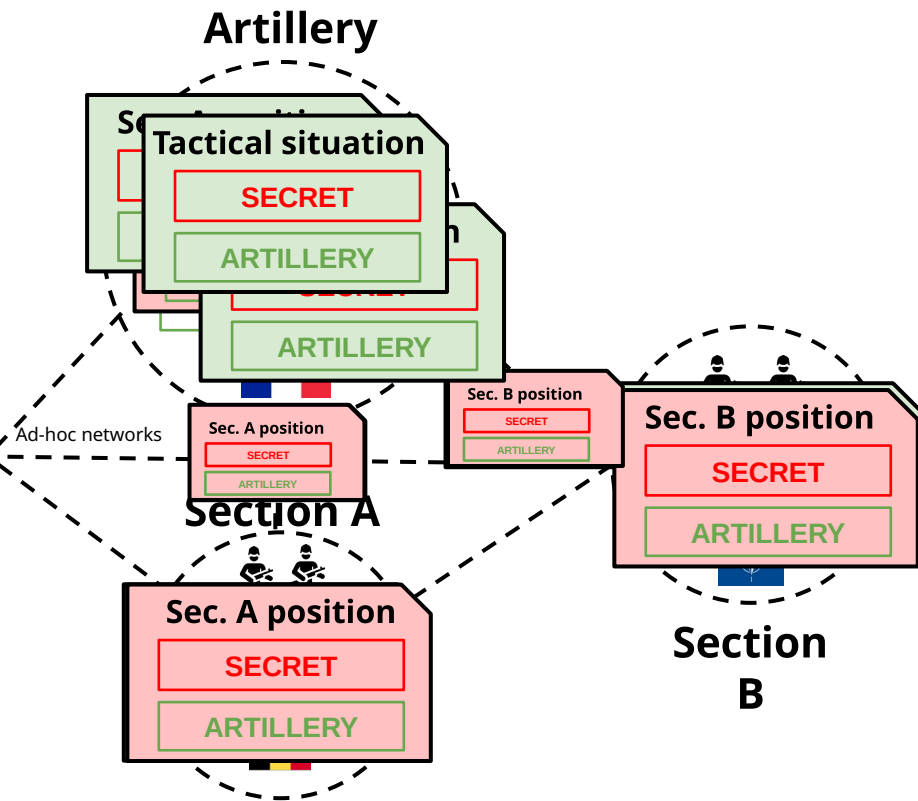 Artillery
Tactical situation
SECRET
ARTILLERY
SECRET
ARTILLERY
Sec. B position
SECRET
ARTILLERY
Sec. B position
SECRET
ARTILLERY
Ad-hoc networks
Sec. A position
SECRET
ARTILLERY
Section A
Sec. A position
SECRET
ARTILLERY
Section
B